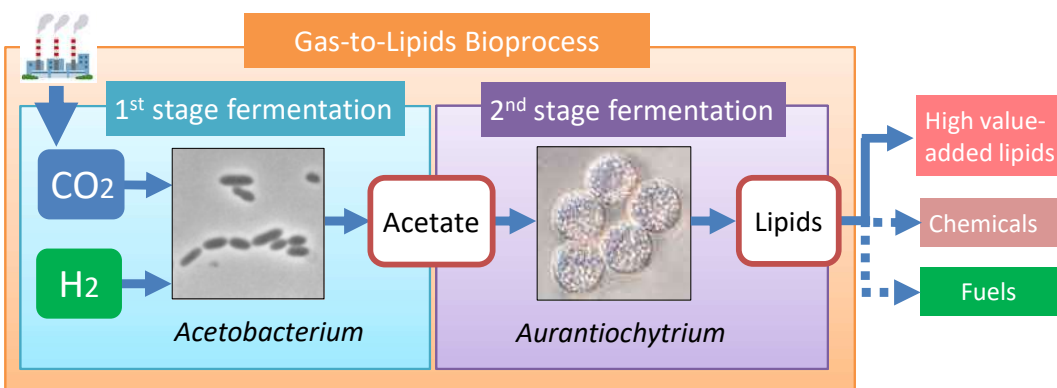 Gas-to-Lipids Bioprocess
1st stage fermentation
2nd stage fermentation
CO2
H2
Acetate
Lipids
Acetobacterium
Aurantiochytrium
High value-
added lipids
Chemicals
Fuels